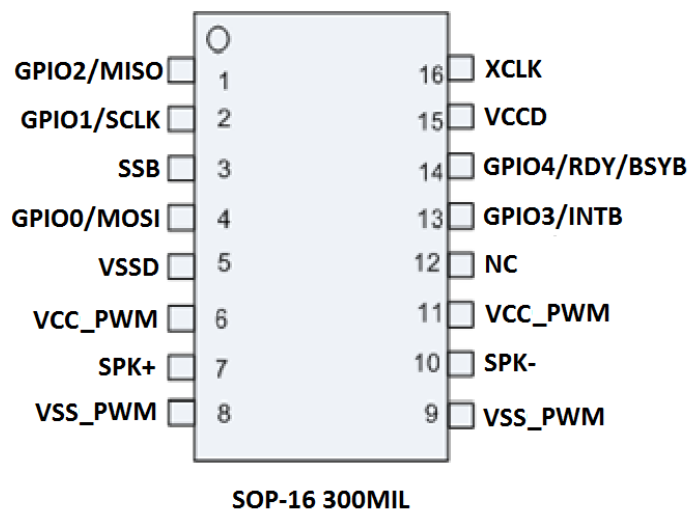 GPIO2/MISO 1 16 XCLK
GPIO1/SCLK 2 15 VCCD
SSB 3 14 GPIO4/RDY/BSYB
GPIO0/MOSI 4 13 GPIO3/INTB
VSSD 5 12 NC
VCC_PWM 6 11 VCC_PWM
SPK+ 7 10 SPK-
VSS_PWM 8 9 VSS_PWM
SOP-16 300MIL